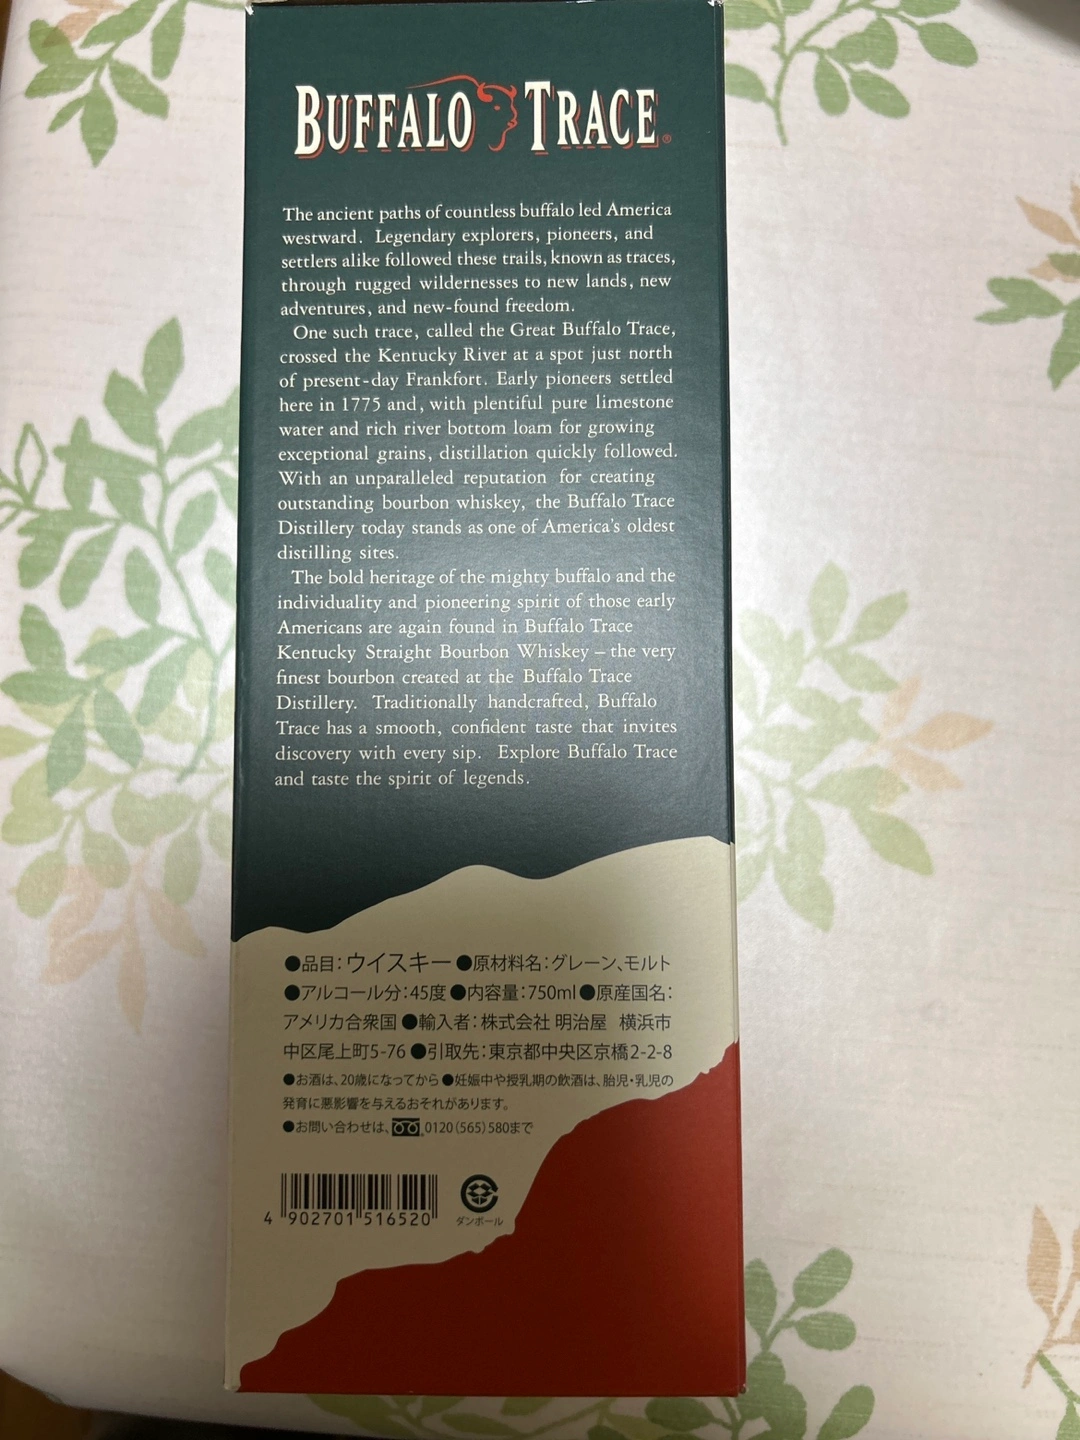 BUFFALO TRACE®
The ancient paths of countless buffalo led America
westward. Legendary explorers, pioneers, and
settlers alike followed these trails, known as traces,
through rugged wildernesses to new lands, new
adventures, and new-found freedom.
One such trace, called the Great Buffalo Trace,
crossed the Kentucky River at a spot just north
of present-day Frankfort. Early pioneers settled
here in 1775 and, with plentiful pure limestone
water and rich river bottom loam for growing
exceptional grains, distillation quickly followed.
With an unparalleled reputation for creating
outstanding bourbon whiskey, the Buffalo Trace
Distillery today stands as one of America's oldest
distilling sites.
The bold heritage of the mighty buffalo and the
individuality and pioneering spirit of those early
Americans are again found in Buffalo Trace
Kentucky Straight Bourbon Whiskey – the very
finest bourbon created at the Buffalo Trace
Distillery. Traditionally handcrafted, Buffalo
Trace has a smooth, confident taste that invites
discovery with every sip. Explore Buffalo Trace
and taste the spirit of legends.
●品目：ウイスキー ●原材料名：グレーン、モルト
●アルコール分：45度 ●内容量：750ml ●原産国名：
アメリカ合衆国 ●輸入者：株式会社 明治屋 横浜市
中区尾上町5-76 ●引取先：東京都中央区京橋2-2-8
●お酒は、20歳になってから ●妊娠中や授乳期の飲酒は、胎児・乳児の
発育に悪影響を与えるおそれがあります。
●お問い合わせは、0120(565)580まで
4 902701 516520
ダンボール